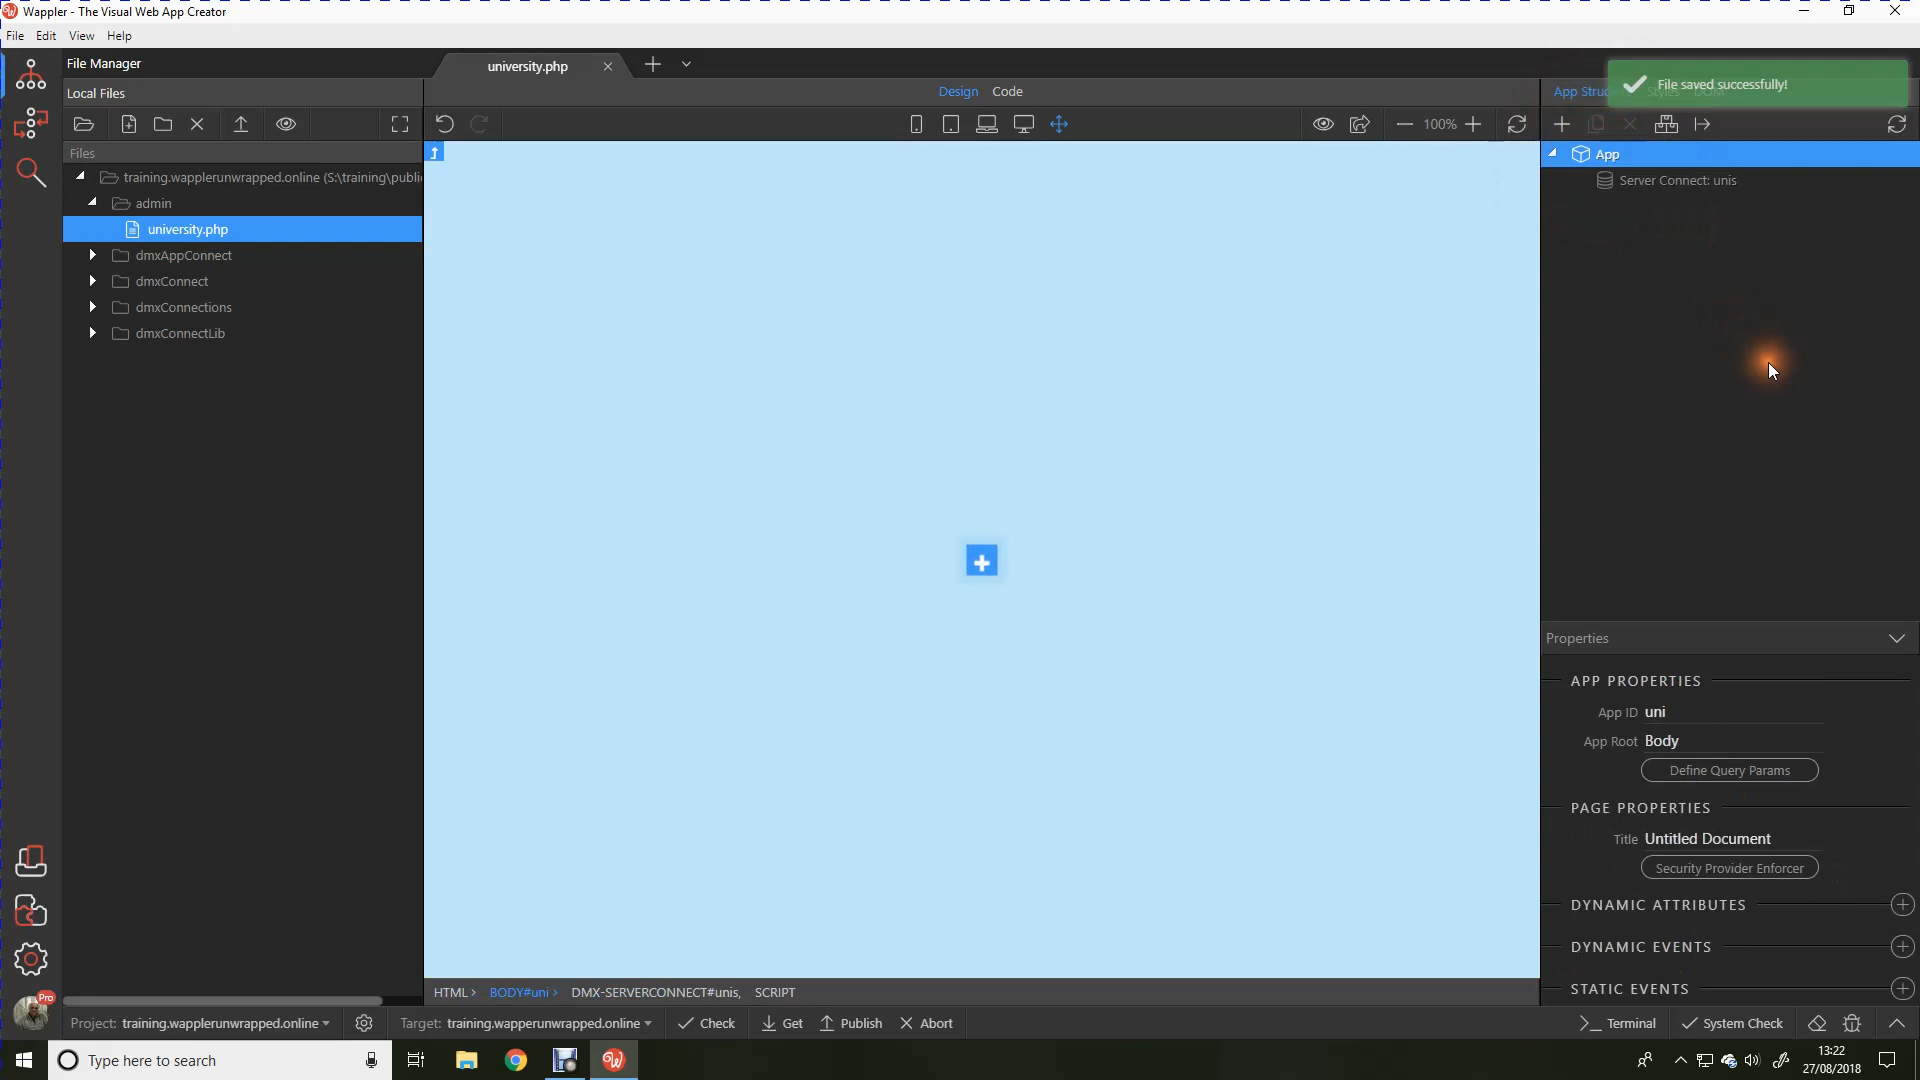 Wappler - The Visual Web App Creator
File Edit View Help
File Manager
university.php
Local Files
Design Code
App Struc
File saved successfully!
100%
Files
training.wapplerunwrapped.online (S:\training\publi
App
Server Connect: unis
admin
university.php
dmxAppConnect
dmxConnect
dmxConnections
dmxConnectLib
Properties
APP PROPERTIES
App ID uni
App Root Body
Define Query Params
PAGE PROPERTIES
Title Untitled Document
Security Provider Enforcer
DYNAMIC ATTRIBUTES
DYNAMIC EVENTS
STATIC EVENTS
HTML> BODY#uni > DMX-SERVERCONNECT#unis, SCRIPT
Pro
Project: training.wapplerunwrapped.online Target: training.wapperunwrapped.online Check Get Publish Abort Terminal System Check
Type here to search
13:22
27/08/2018